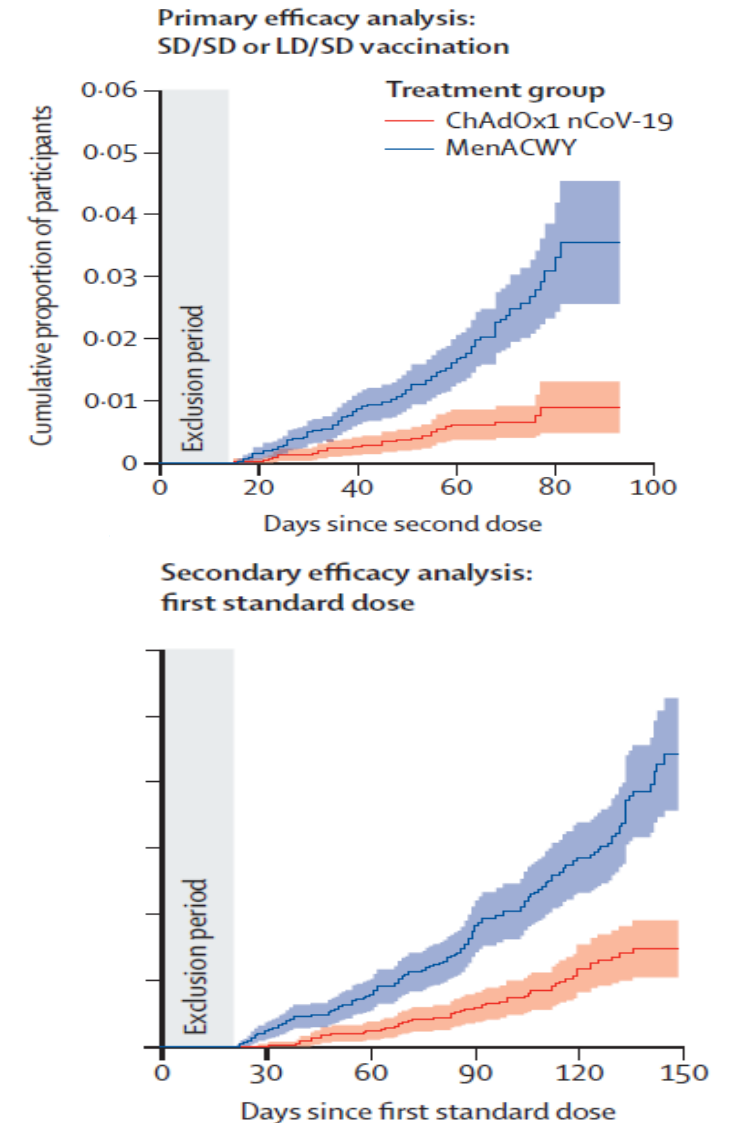 Primary efficacy analysis:
SD/SD or LD/SD vaccination
Treatment group
ChAdOx1 nCoV-19
MenACWY
Cumulative proportion of participants
0·06
0·05
0·04
0·03
0·02
0·01
0
Exclusion period
0 20 40 60 80 100
Days since second dose
Secondary efficacy analysis:
first standard dose
Exclusion period
0 30 60 90 120 150
Days since first standard dose